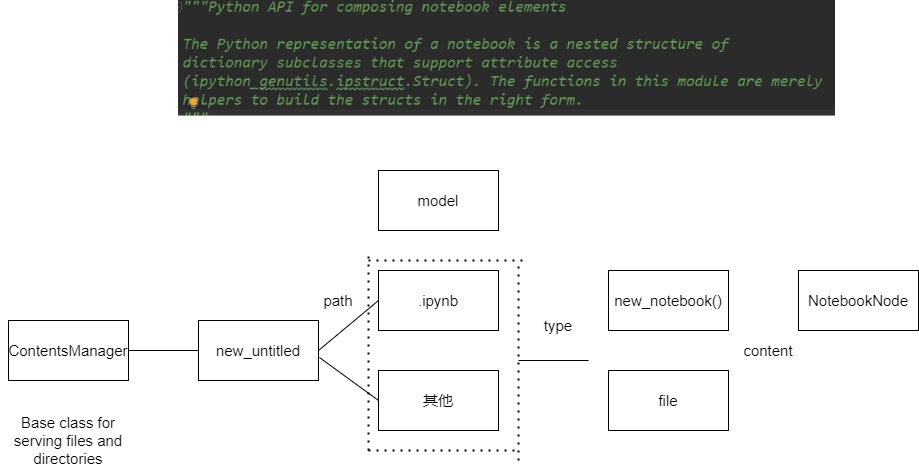 """Python API for composing notebook elements
The Python representation of a notebook is a nested structure of
dictionary subclasses that support attribute access
(ipython_genutils.ipstruct.Struct). The functions in this module are merely
helpers to build the structs in the right form.
"""
model
path
.ipynb
new_notebook()
NotebookNode
type
ContentsManager
new_untitled
content
其他
file
Base class for
serving files and
directories